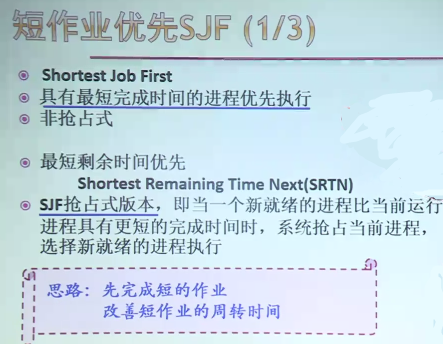 短作业优先SJF (1/3)
Shortest Job First
具有最短完成时间的进程优先执行
非抢占式
最短剩余时间优先
Shortest Remaining Time Next(SRTN)
SJF抢占式版本，即当一个新就绪的进程比当前运行
进程具有更短的完成时间时，系统抢占当前进程，
选择新就绪的进程执行
思路：先完成短的作业
改善短作业的周转时间